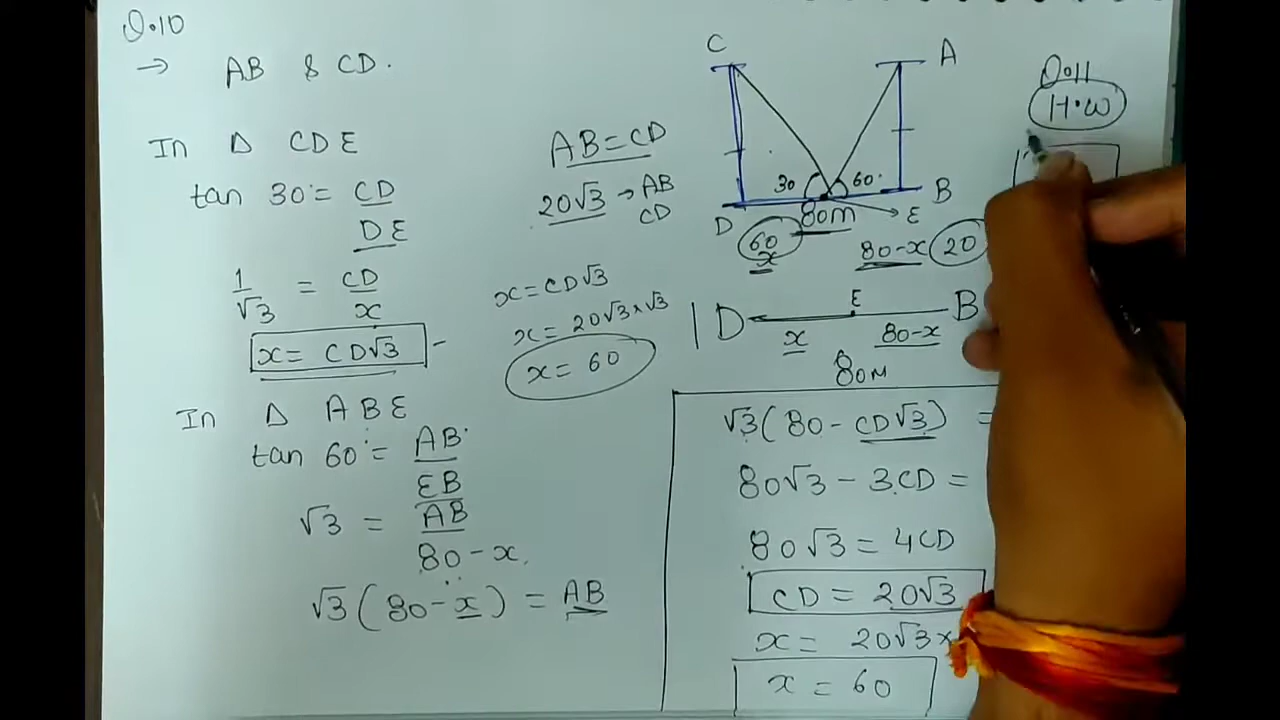 Q.10
→ AB & CD.
In Δ CDE
tan 30° = CD
DE
1 = CD
√3 x
x = CD√3
In Δ ABE
tan 60° = AB
EB
√3 = AB
80-x
√3(80-x) = AB
AB=CD
20√3 → AB
CD
x=CD√3
x= 20√3×√3
x= 60
C
A
30
60°
D
80m
E
B
60
x
80-x
20
D
E
B
x
80-x
80m
√3(80 - CD√3) =
80√3 - 3CD =
80√3 = 4CD
CD = 20√3
x = 20√3×
x = 60
Q.11
H.W